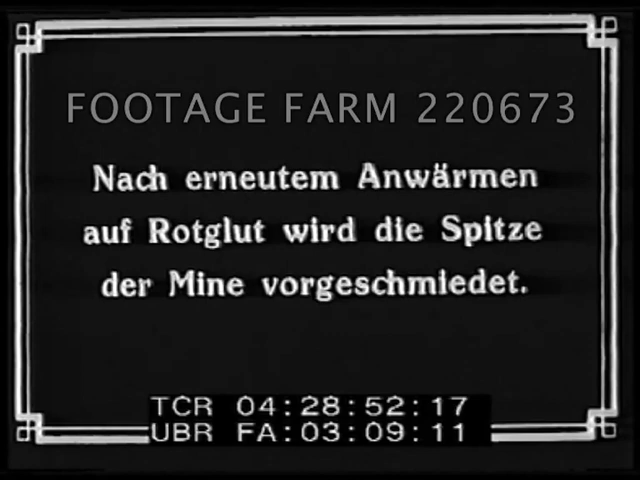 FOOTAGE FARM 220673
Nach erneutem Anwärmen
auf Rotglut wird die Spitze
der Mine vorgeschmiedet.
TCR 04:28:52:17
UBR FA:03:09:11